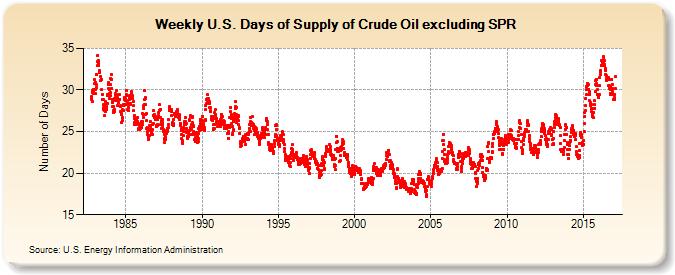 Weekly U.S. Days of Supply of Crude Oil excluding SPR
Number of Days
35
30
25
20
15
1985 1990 1995 2000 2005 2010 2015
Source: U.S. Energy Information Administration